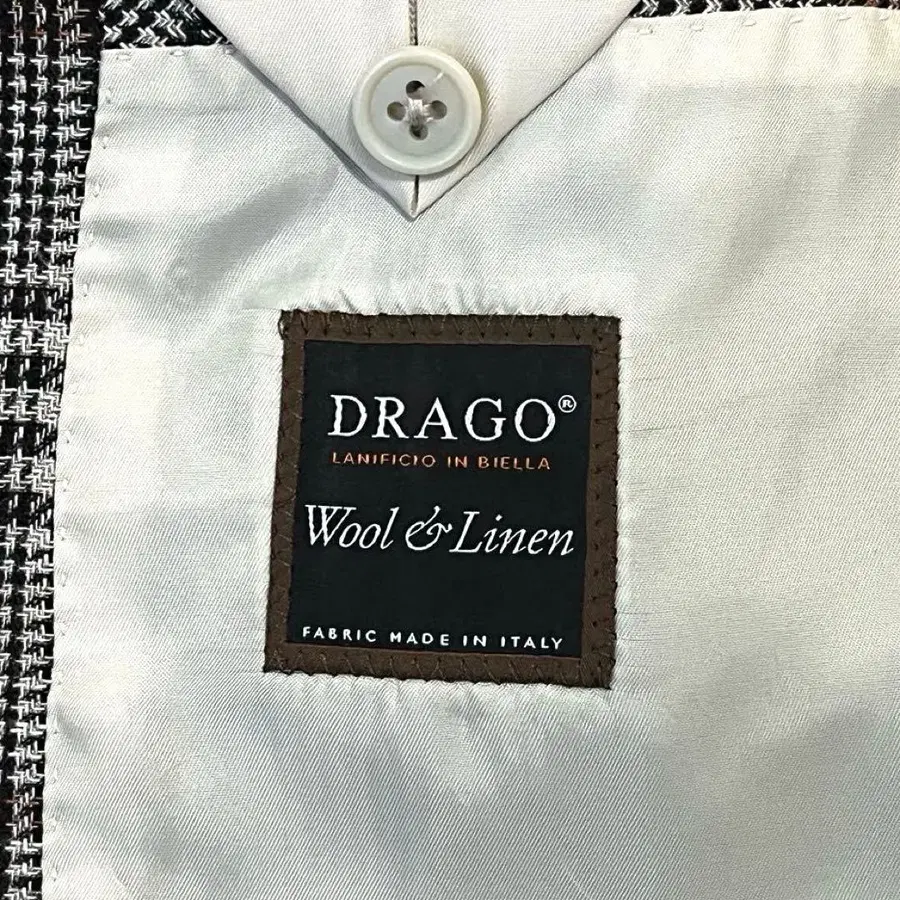 DRAGO®
LANIFICIO IN BIELLA
Wool & Linen
FABRIC MADE IN ITALY